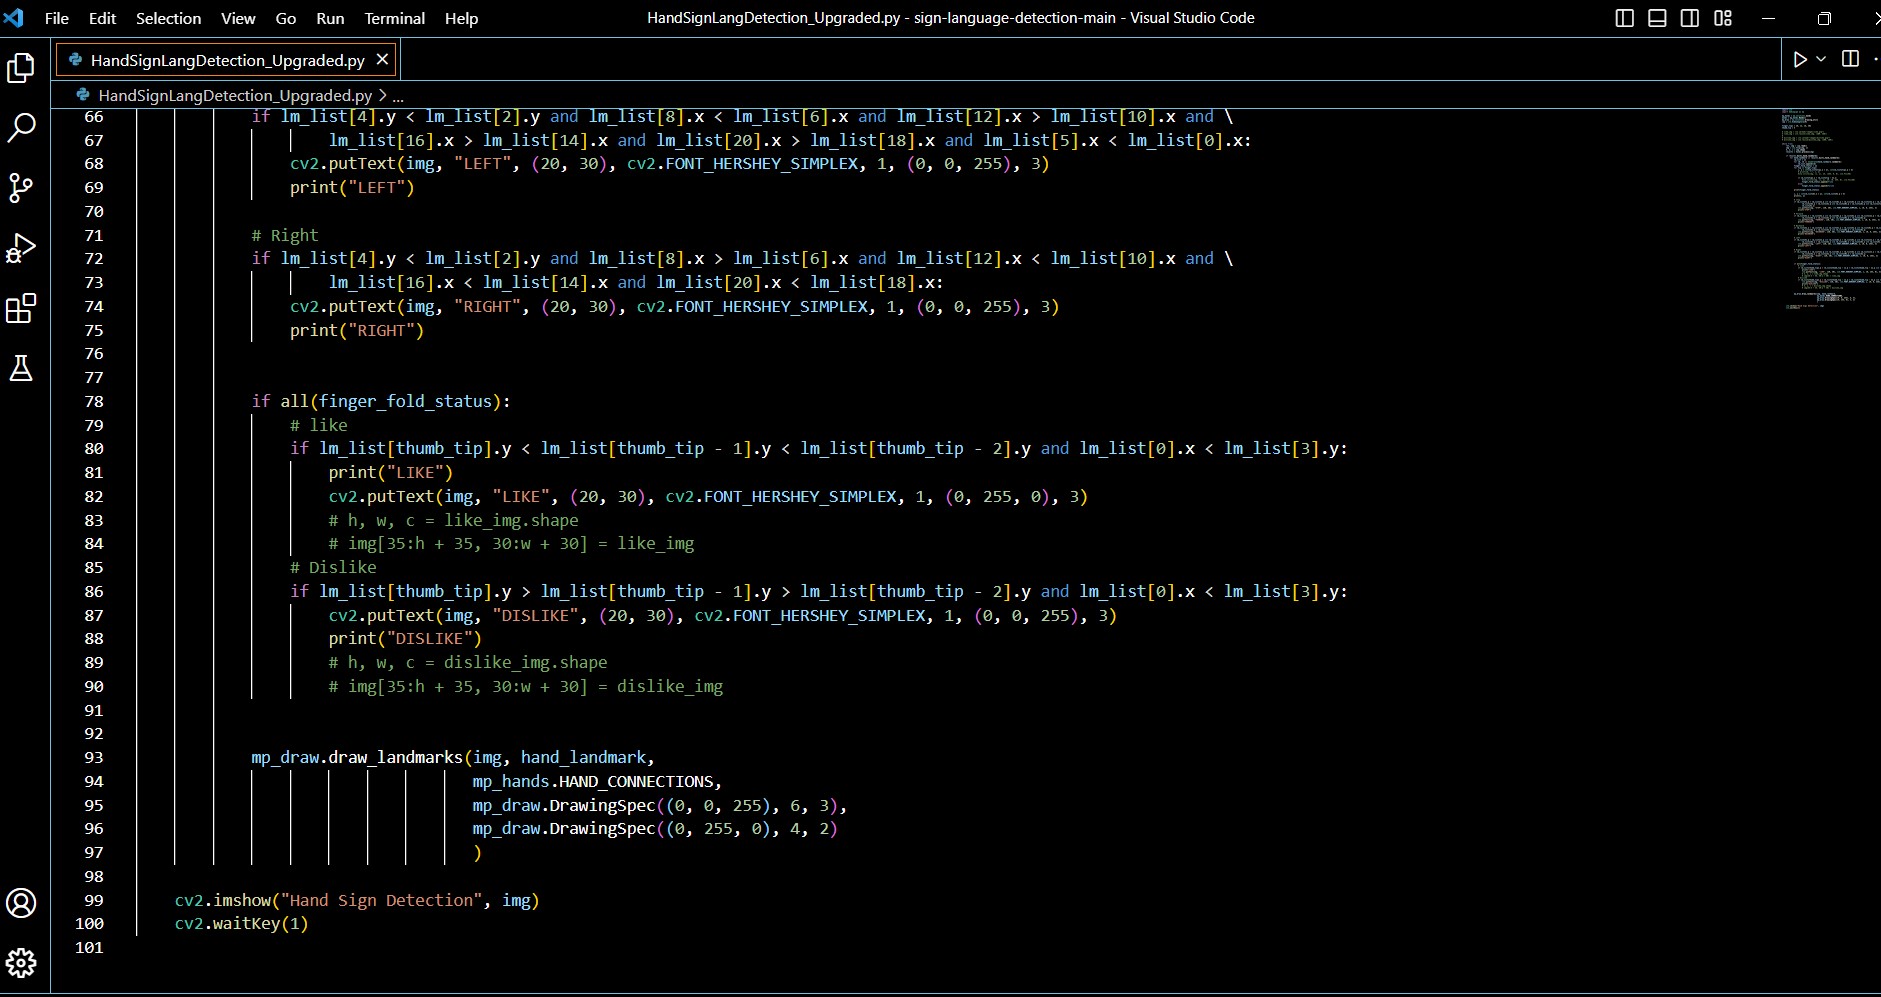 File Edit Selection View Go Run Terminal Help HandSignLangDetection_Upgraded.py - sign-language-detection-main - Visual Studio Code
HandSignLangDetection_Upgraded.py
HandSignLangDetection_Upgraded.py > ...
66 if lm_list[4].y < lm_list[2].y and lm_list[8].x < lm_list[6].x and lm_list[12].x > lm_list[10].x and \
67 lm_list[16].x > lm_list[14].x and lm_list[20].x > lm_list[18].x and lm_list[5].x < lm_list[0].x:
68 cv2.putText(img, "LEFT", (20, 30), cv2.FONT_HERSHEY_SIMPLEX, 1, (0, 0, 255), 3)
69 print("LEFT")
70
71 # Right
72 if lm_list[4].y < lm_list[2].y and lm_list[8].x > lm_list[6].x and lm_list[12].x < lm_list[10].x and \
73 lm_list[16].x < lm_list[14].x and lm_list[20].x < lm_list[18].x:
74 cv2.putText(img, "RIGHT", (20, 30), cv2.FONT_HERSHEY_SIMPLEX, 1, (0, 0, 255), 3)
75 print("RIGHT")
76
77
78 if all(finger_fold_status):
79 # like
80 if lm_list[thumb_tip].y < lm_list[thumb_tip - 1].y < lm_list[thumb_tip - 2].y and lm_list[0].x < lm_list[3].y:
81 print("LIKE")
82 cv2.putText(img, "LIKE", (20, 30), cv2.FONT_HERSHEY_SIMPLEX, 1, (0, 255, 0), 3)
83 # h, w, c = like_img.shape
84 # img[35:h + 35, 30:w + 30] = like_img
85 # Dislike
86 if lm_list[thumb_tip].y > lm_list[thumb_tip - 1].y > lm_list[thumb_tip - 2].y and lm_list[0].x < lm_list[3].y:
87 cv2.putText(img, "DISLIKE", (20, 30), cv2.FONT_HERSHEY_SIMPLEX, 1, (0, 0, 255), 3)
88 print("DISLIKE")
89 # h, w, c = dislike_img.shape
90 # img[35:h + 35, 30:w + 30] = dislike_img
91
92
93 mp_draw.draw_landmarks(img, hand_landmark,
94 mp_hands.HAND_CONNECTIONS,
95 mp_draw.DrawingSpec((0, 0, 255), 6, 3),
96 mp_draw.DrawingSpec((0, 255, 0), 4, 2)
97 )
98
99 cv2.imshow("Hand Sign Detection", img)
100 cv2.waitKey(1)
101